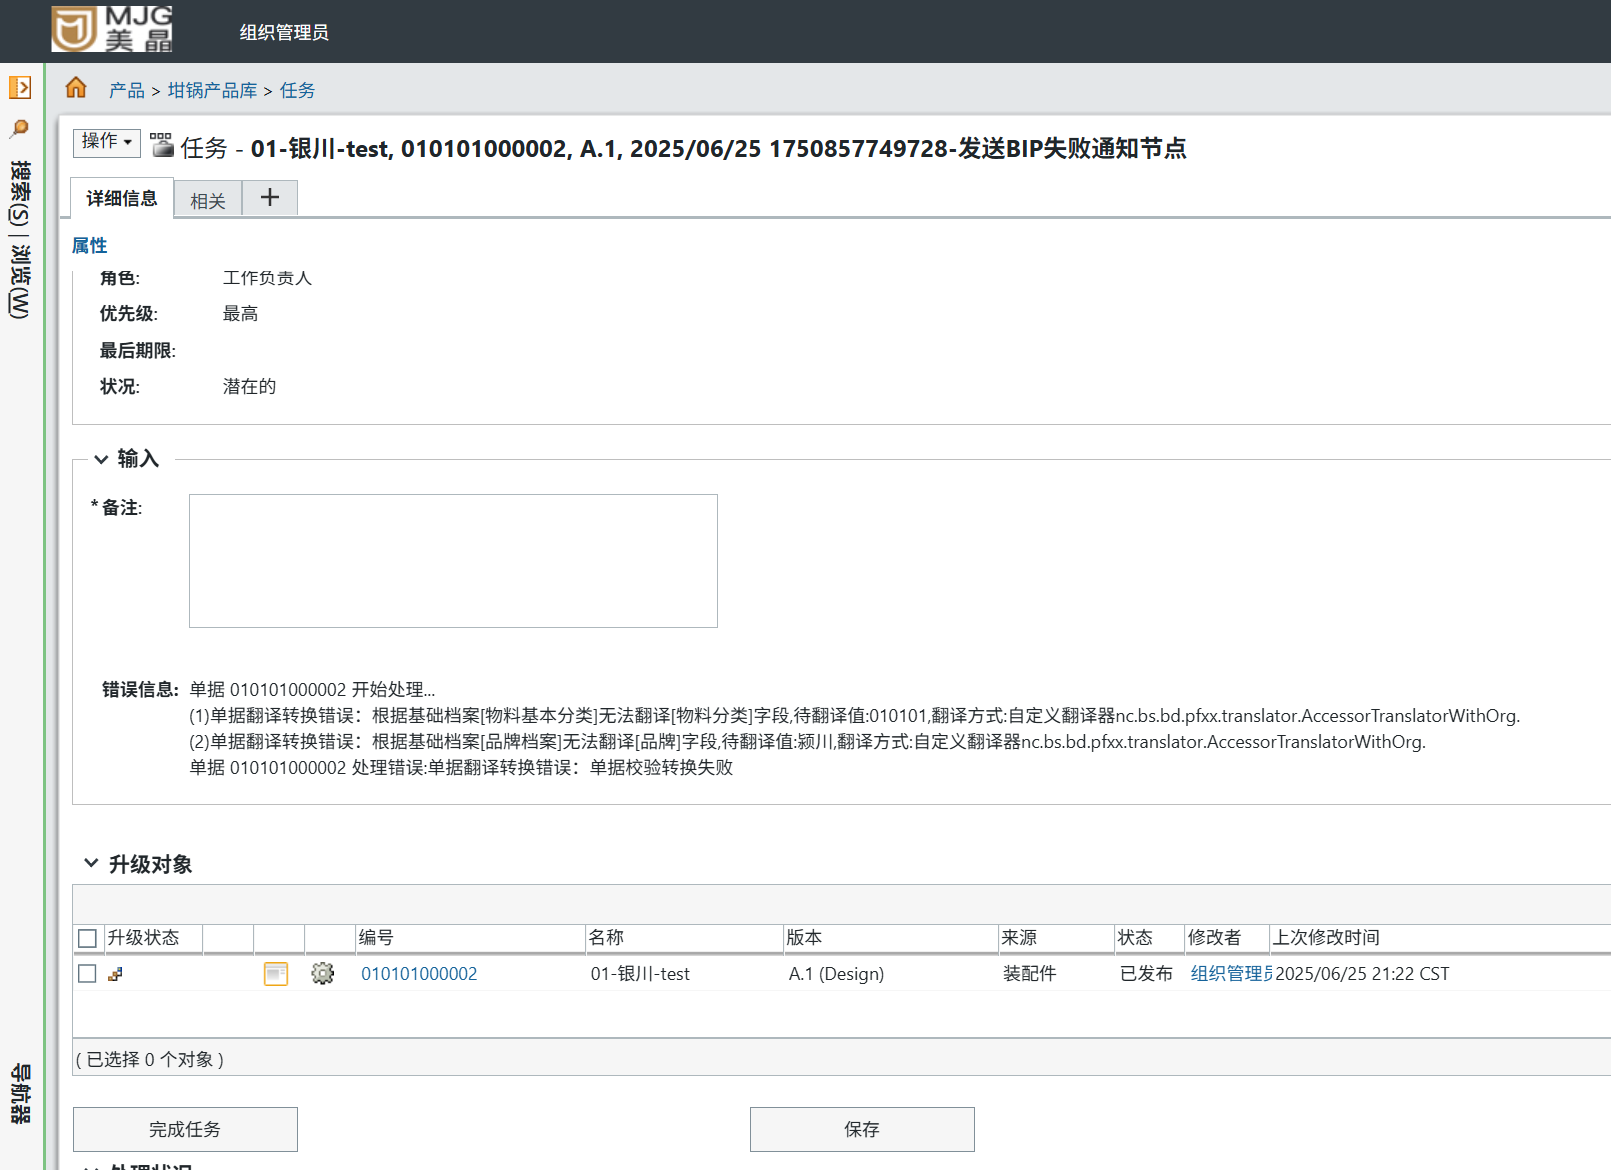 MJG
美晶
组织管理员
产品 > 坩锅产品库 > 任务
操作
任务 - 01-银川-test, 010101000002, A.1, 2025/06/25 1750857749728-发送BIP失败通知节点
详细信息
相关
+
搜索(S) | 浏览(W)
属性
角色: 工作负责人
优先级: 最高
最后期限:
状况: 潜在的
输入
*备注:
错误信息: 单据 010101000002 开始处理...
(1)单据翻译转换错误：根据基础档案[物料基本分类]无法翻译[物料分类]字段,待翻译值:010101,翻译方式:自定义翻译器nc.bs.bd.pfxx.translator.AccessorTranslatorWithOrg.
(2)单据翻译转换错误：根据基础档案[品牌档案]无法翻译[品牌]字段,待翻译值:颍川,翻译方式:自定义翻译器nc.bs.bd.pfxx.translator.AccessorTranslatorWithOrg.
单据 010101000002 处理错误:单据翻译转换错误：单据校验转换失败
升级对象
升级状态 编号 名称 版本 来源 状态 修改者 上次修改时间
010101000002 01-银川-test A.1 (Design) 装配件 已发布 组织管理员 2025/06/25 21:22 CST
( 已选择 0 个对象 )
导航器
完成任务 保存
处理状况